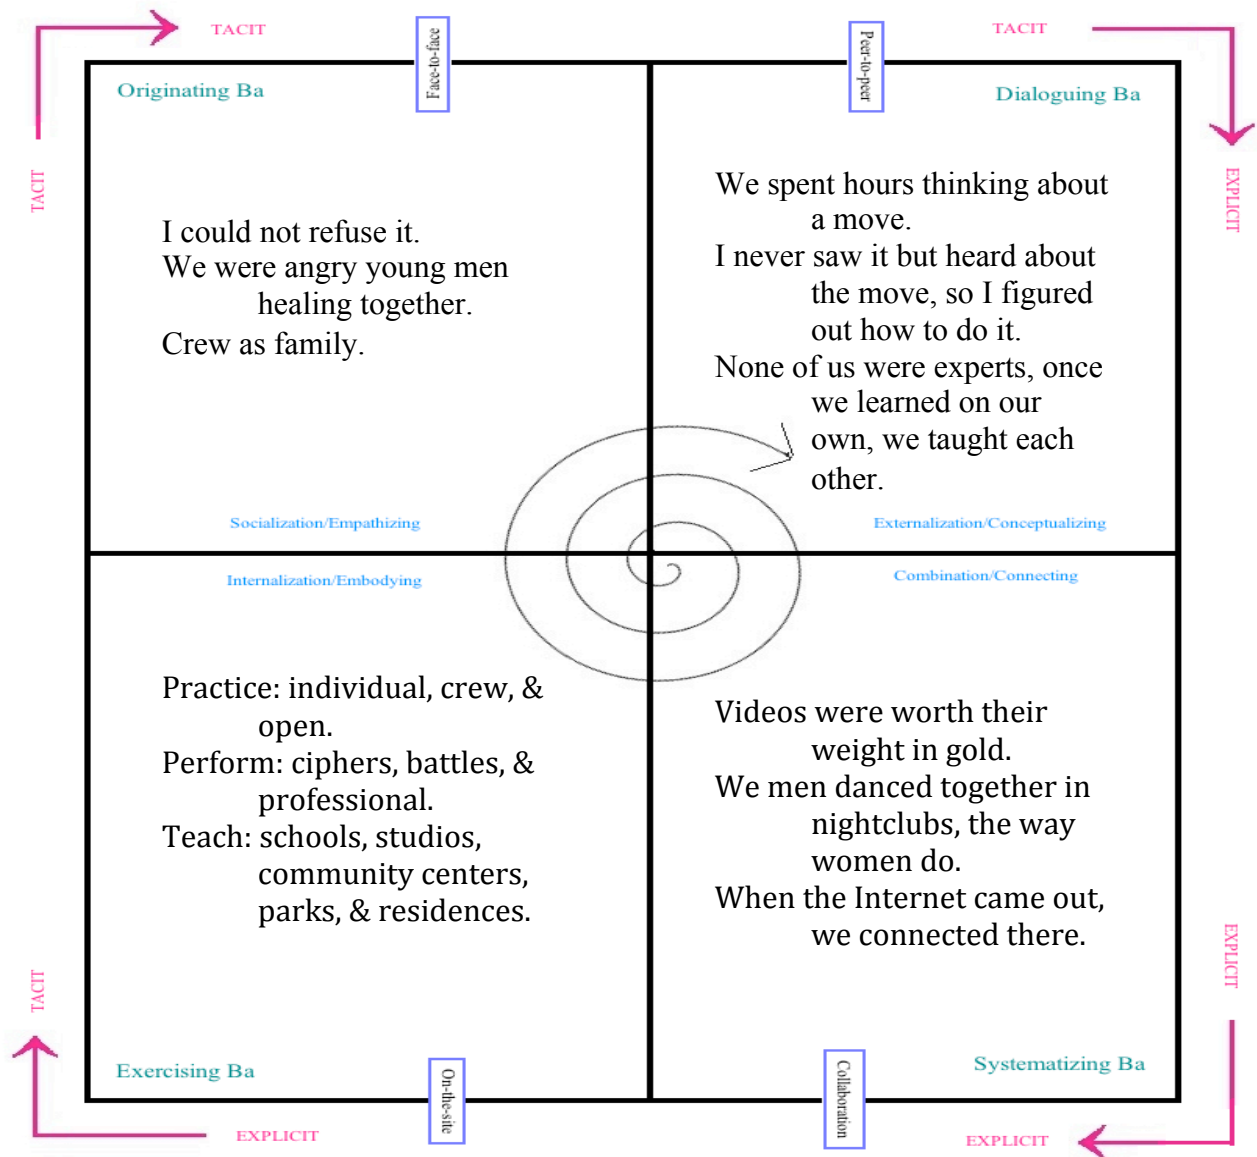 TACIT
Face-to-face
Peer-to-peer
TACIT
Originating Ba
Dialoguing Ba
TACIT
EXPLICIT
I could not refuse it.
We were angry young men
healing together.
Crew as family.
We spent hours thinking about
a move.
I never saw it but heard about
the move, so I figured
out how to do it.
None of us were experts, once
we learned on our
own, we taught each
other.
Socialization/Empathizing
Externalization/Conceptualizing
Internalization/Embodying
Combination/Connecting
Practice: individual, crew, &
open.
Perform: ciphers, battles, &
professional.
Teach: schools, studios,
community centers,
parks, & residences.
Videos were worth their
weight in gold.
We men danced together in
nightclubs, the way
women do.
When the Internet came out,
we connected there.
TACIT
EXPLICIT
Exercising Ba
Systematizing Ba
On-the-site
Collaboration
EXPLICIT
EXPLICIT